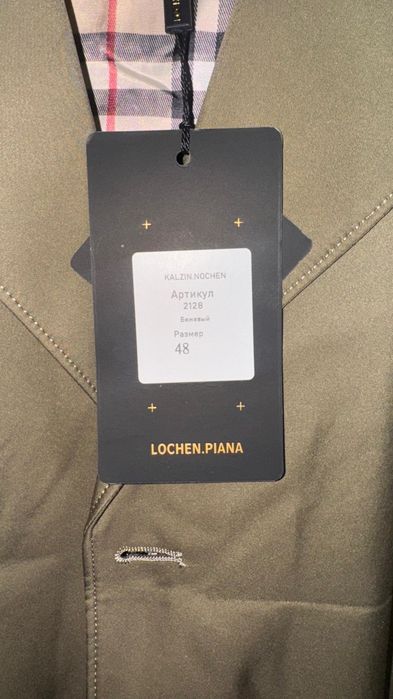 KALZIN.NOCHEN
Артикул
2128
Бежевый
Размер
48
LOCHEN.PIANA